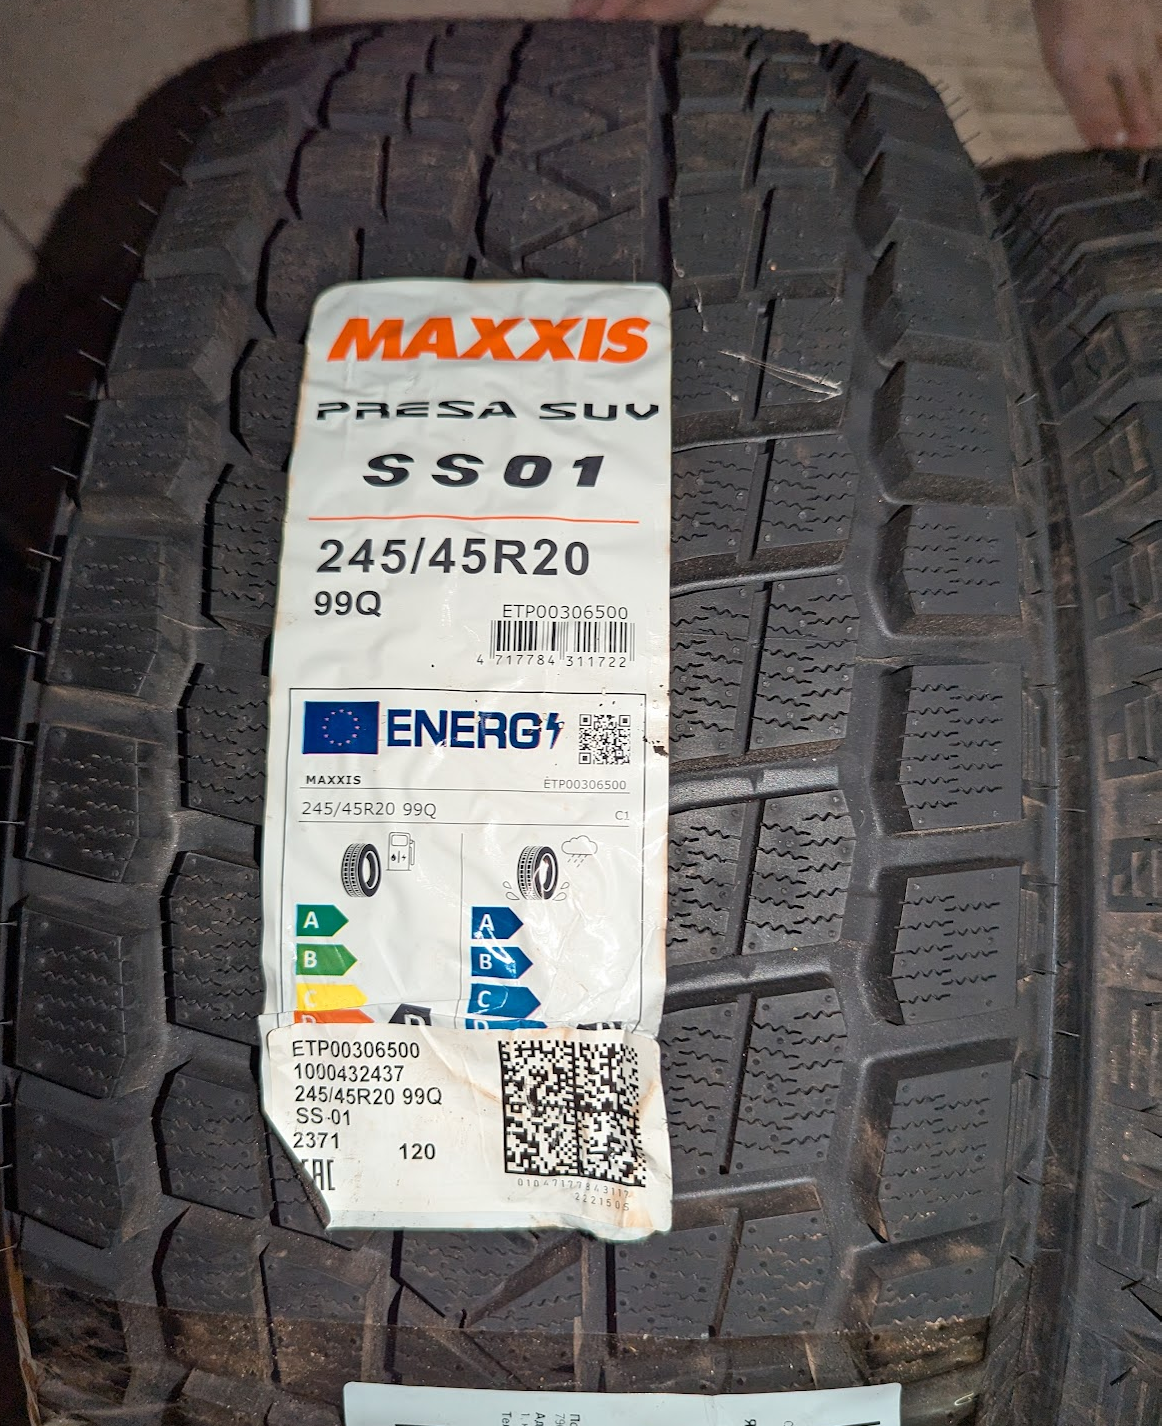 MAXXIS
PRESA SUV
SS01
245/45R20
99Q
ETP00306500
4 717784 311722
ENERG
MAXXIS ETP00306500
245/45R20 99Q C1
A A
B B
C C
D D D
ETP00306500
1000432437
245/45R20 99Q
SS-01
2371 120
EAC